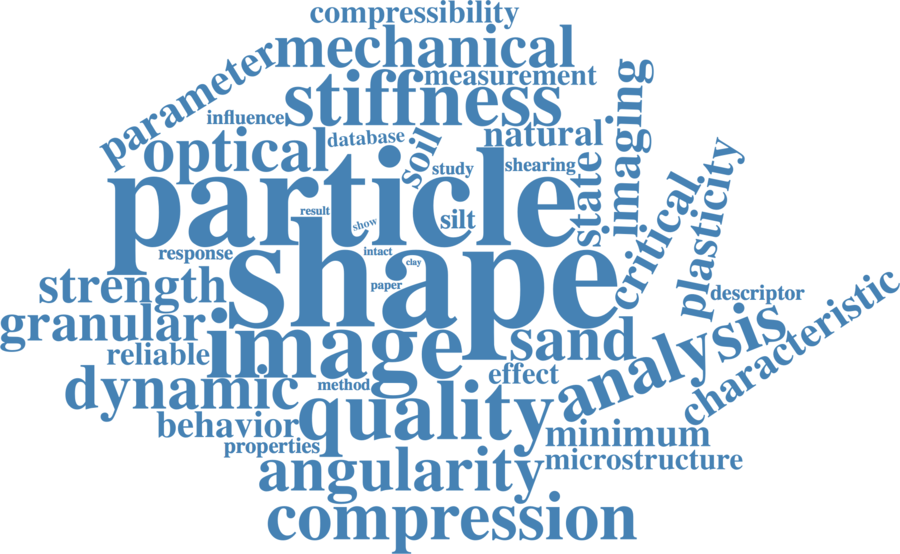 compressibility
mechanical
parameter
measurement
stiffness
influence
database
natural
imaging
optical
soil
study
shearing
state
particle
result
show
silt
critical
plasticity
response
intact
clay
shape
paper
strength
descriptor
granular
characteristic
reliable
image
sand
analysis
effect
dynamic
method
quality
behavior
minimum
properties
microstructure
angularity
compression